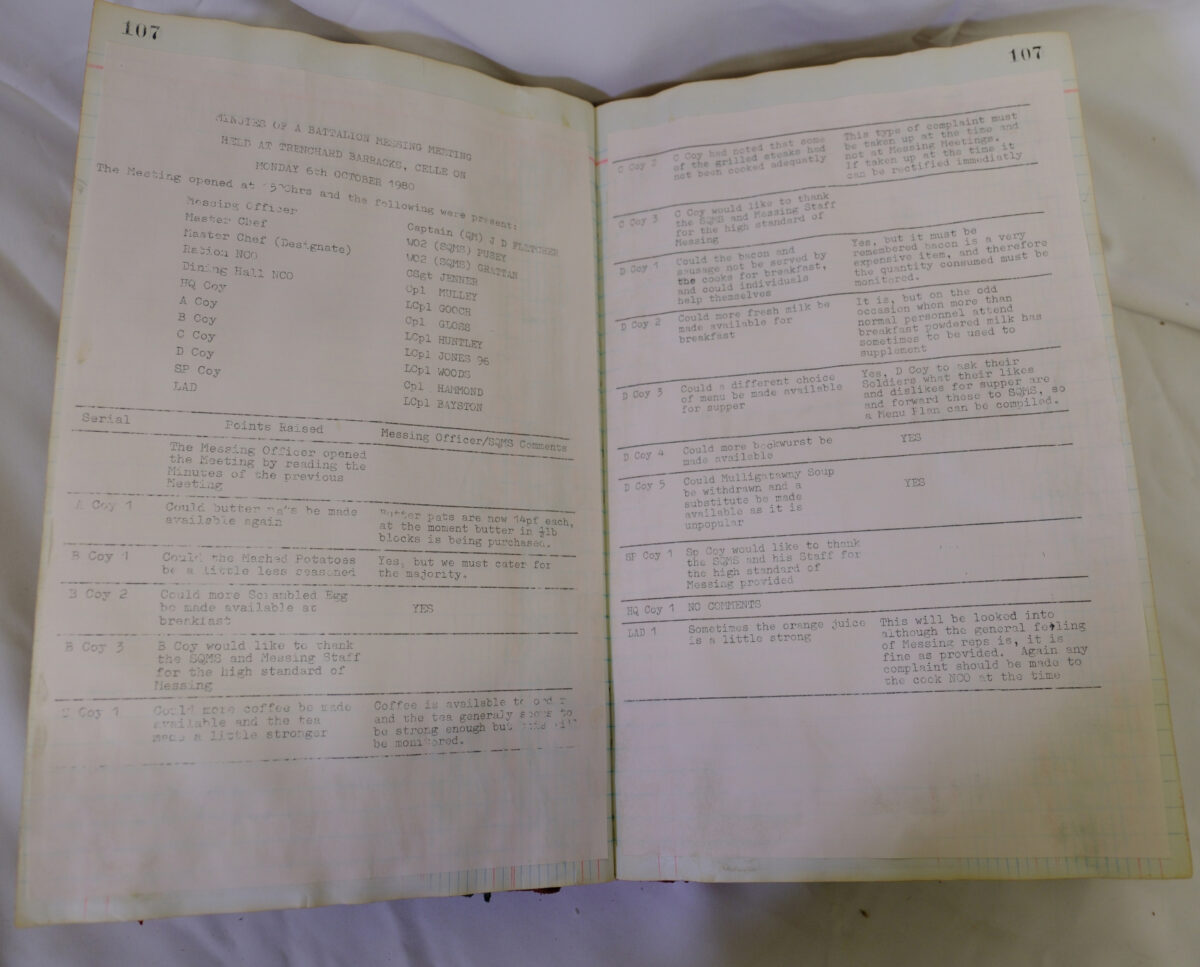 107
MINUTES OF A BATTALION MESSING MEETING
HELD AT TRENCHARD BARRACKS, CELLE ON
MONDAY 6th OCTOBER 1980
The Meeting opened at and the following were present:
Messing Officer Captain (QM) J D FLETCHER
Master Chef WO2 (SQMS) PUSEY
Master Chef (Designate) WO2 (SQMS) GRATTAN
Ration NCO CSgt JENNER
Dining Hall NCO Cpl MULLEY
HQ Coy LCpl GOOCH
A Coy Cpl GLOSS
B Coy LCpl HUNTLEY
C Coy LCpl JONES 96
D Coy LCpl WOODS
SP Coy Cpl HAMMOND
LAD LCpl BAYSTON
Serial Points Raised Messing Officer/SQMS Comments
The Messing Officer opened
the Meeting by reading the
Minutes of the previous
Meeting
A Coy 1 Could butter pats be made Butter pats are now 14pf each,
available again at the moment butter in ½lb
blocks is being purchased.
B Coy 1 Could the Mashed Potatoes Yes, but we must cater for
be a little less seasoned the majority.
B Coy 2 Could more Scrambled Egg
be made available at YES
breakfast
B Coy 3 B Coy would like to thank
the SQMS and Messing Staff
for the high standard of
Messing
C Coy 1 Could more coffee be made Coffee is available to order
available and the tea and the tea generaly seems to
made a little stronger be strong enough but will
be monitored.
107
C Coy 2 C Coy had noted that some This type of complaint must
of the grilled steaks had be taken up at the time and
not been cooked adequatly not at Messing Meetings.
If taken up at the time it
can be rectified immediatly
C Coy 3 C Coy would like to thank
the SQMS and Messing Staff
for the high standard of
Messing
D Coy 1 Could the bacon and Yes, but it must be
sausage not be served by remembered bacon is a very
the cooks for breakfast, expensive item, and therefore
and could individuals the quantity consumed must be
help themselves monitored.
D Coy 2 Could more fresh milk be It is, but on the odd
made available for occasion when more than
breakfast normal personnel attend
breakfast powdered milk has
sometimes to be used to
supplement
D Coy 3 Could a different choice Yes, D Coy to ask their
of menu be made available Soldiers what their likes
for supper and dislikes for supper are
and forward these to SQMS, so
a Menu Plan can be compiled.
D Coy 4 Could more bockwurst be YES
made available
D Coy 5 Could Mulligatawny Soup YES
be withdrawn and a
substitute be made
available as it is
unpopular
SP Coy 1 Sp Coy would like to thank
the SQMS and his Staff for
the high standard of
Messing provided
HQ Coy 1 NO COMMENTS
LAD 1 Sometimes the orange juice This will be looked into
is a little strong although the general feeling
of Messing reps is, it is
fine as provided. Again any
complaint should be made to
the cook NCO at the time